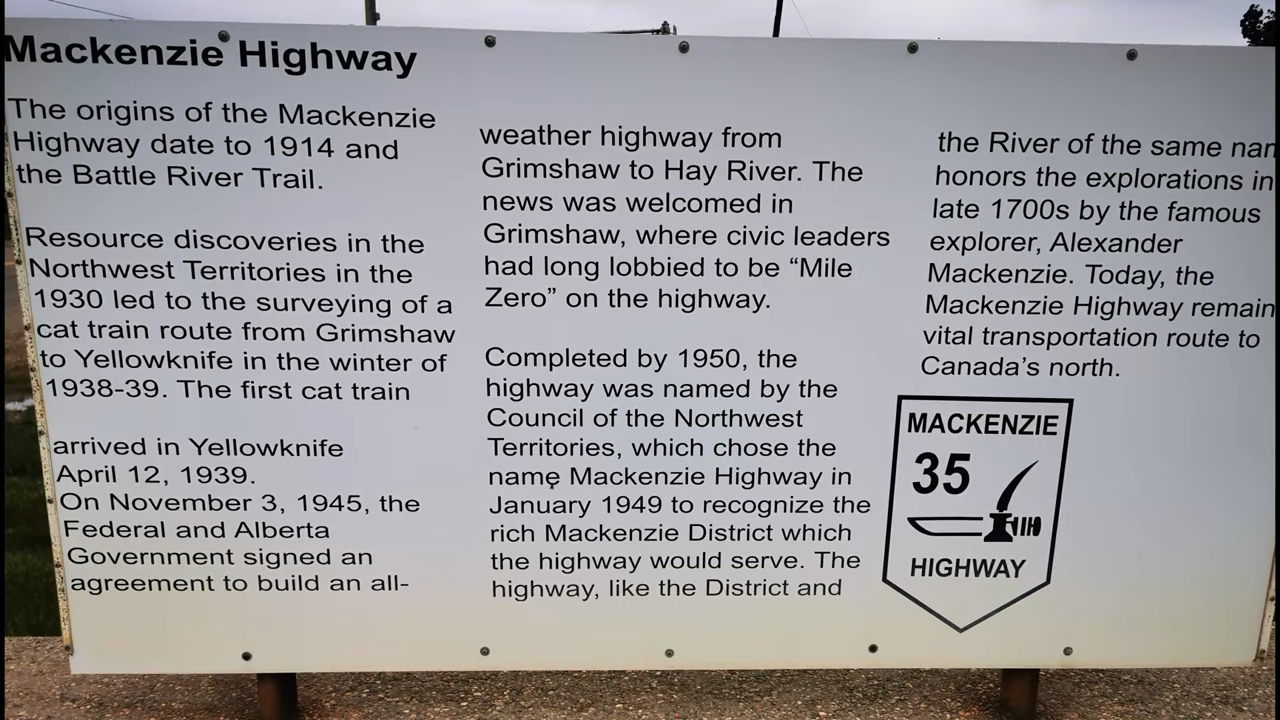 Mackenzie Highway
The origins of the Mackenzie
Highway date to 1914 and
the Battle River Trail.
Resource discoveries in the
Northwest Territories in the
1930 led to the surveying of a
cat train route from Grimshaw
to Yellowknife in the winter of
1938-39. The first cat train
arrived in Yellowknife
April 12, 1939.
On November 3, 1945, the
Federal and Alberta
Government signed an
agreement to build an all-
weather highway from
Grimshaw to Hay River. The
news was welcomed in
Grimshaw, where civic leaders
had long lobbied to be “Mile
Zero” on the highway.
Completed by 1950, the
highway was named by the
Council of the Northwest
Territories, which chose the
name Mackenzie Highway in
January 1949 to recognize the
rich Mackenzie District which
the highway would serve. The
highway, like the District and
the River of the same
honors the explorations in
late 1700s by the famous
explorer, Alexander
Mackenzie. Today, the
Mackenzie Highway remain
vital transportation route to
Canada’s north.
MACKENZIE
35
HIGHWAY